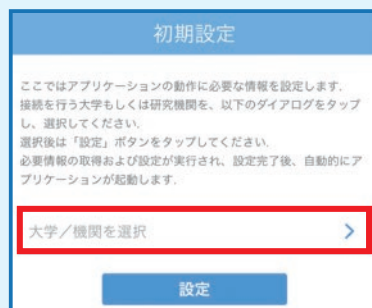 初期設定
ここではアプリケーションの動作に必要な情報を設定します.
接続を行う大学もしくは研究機関を、以下のダイアログをタップ
し、選択してください.
選択後は「設定」ボタンをタップしてください.
必要情報の取得および設定が実行され、設定完了後、自動的にア
プリケーションが起動します.
大学／機関を選択
設定